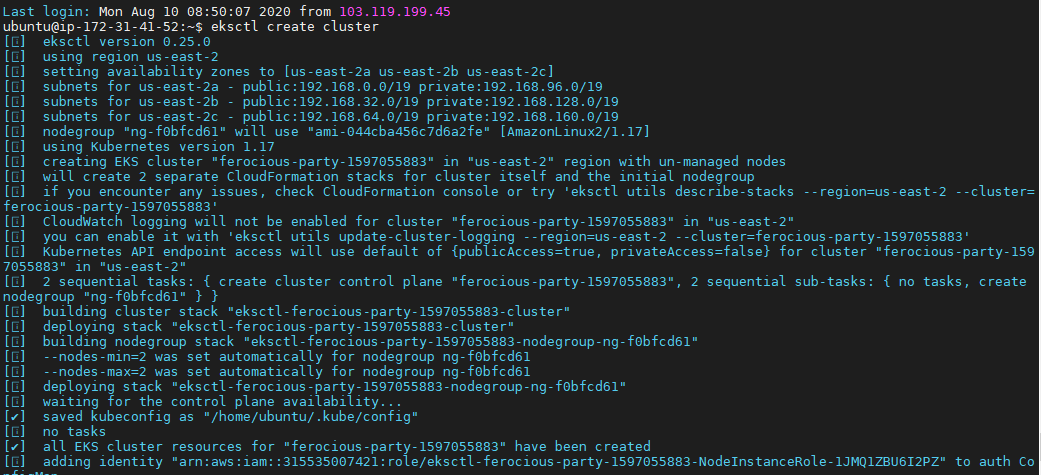 Last login: Mon Aug 10 08:50:07 2020 from 103.119.199.45
ubuntu@ip-172-31-41-52:~$ eksctl create cluster
[ℹ]  eksctl version 0.25.0
[ℹ]  using region us-east-2
[ℹ]  setting availability zones to [us-east-2a us-east-2b us-east-2c]
[ℹ]  subnets for us-east-2a - public:192.168.0.0/19 private:192.168.96.0/19
[ℹ]  subnets for us-east-2b - public:192.168.32.0/19 private:192.168.128.0/19
[ℹ]  subnets for us-east-2c - public:192.168.64.0/19 private:192.168.160.0/19
[ℹ]  nodegroup "ng-f0bfcd61" will use "ami-044cba456c7d6a2fe" [AmazonLinux2/1.17]
[ℹ]  using Kubernetes version 1.17
[ℹ]  creating EKS cluster "ferocious-party-1597055883" in "us-east-2" region with un-managed nodes
[ℹ]  will create 2 separate CloudFormation stacks for cluster itself and the initial nodegroup
[ℹ]  if you encounter any issues, check CloudFormation console or try 'eksctl utils describe-stacks --region=us-east-2 --cluster=
ferocious-party-1597055883'
[ℹ]  CloudWatch logging will not be enabled for cluster "ferocious-party-1597055883" in "us-east-2"
[ℹ]  you can enable it with 'eksctl utils update-cluster-logging --region=us-east-2 --cluster=ferocious-party-1597055883'
[ℹ]  Kubernetes API endpoint access will use default of {publicAccess=true, privateAccess=false} for cluster "ferocious-party-159
7055883" in "us-east-2"
[ℹ]  2 sequential tasks: { create cluster control plane "ferocious-party-1597055883", 2 sequential sub-tasks: { no tasks, create
nodegroup "ng-f0bfcd61" } }
[ℹ]  building cluster stack "eksctl-ferocious-party-1597055883-cluster"
[ℹ]  deploying stack "eksctl-ferocious-party-1597055883-cluster"
[ℹ]  building nodegroup stack "eksctl-ferocious-party-1597055883-nodegroup-ng-f0bfcd61"
[ℹ]  --nodes-min=2 was set automatically for nodegroup ng-f0bfcd61
[ℹ]  --nodes-max=2 was set automatically for nodegroup ng-f0bfcd61
[ℹ]  deploying stack "eksctl-ferocious-party-1597055883-nodegroup-ng-f0bfcd61"
[ℹ]  waiting for the control plane availability...
[✔]  saved kubeconfig as "/home/ubuntu/.kube/config"
[ℹ]  no tasks
[✔]  all EKS cluster resources for "ferocious-party-1597055883" have been created
[ℹ]  adding identity "arn:aws:iam::315535007421:role/eksctl-ferocious-party-1597055883-NodeInstanceRole-1JMQ1ZBU6I2PZ" to auth Co